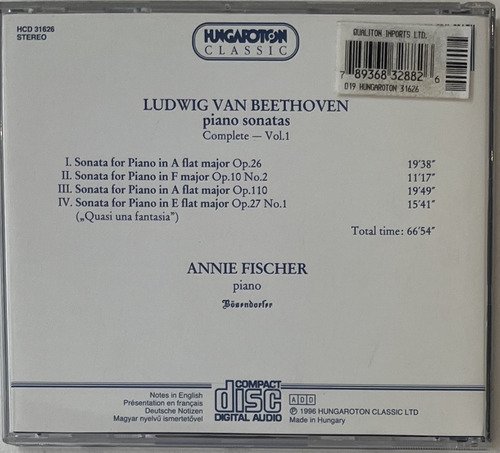 HCD 31626
STEREO
HUNGAROTON
CLASSIC
QUALITON IMPORTS LTD.
7 89368 32882 6
D19 HUNGAROTON 31626
LUDWIG VAN BEETHOVEN
piano sonatas
Complete — Vol.1
I. Sonata for Piano in A flat major Op.26 19'38"
II. Sonata for Piano in F major Op.10 No.2 11'17"
III. Sonata for Piano in A flat major Op.110 19'49"
IV. Sonata for Piano in E flat major Op.27 No.1 15'41"
(„Quasi una fantasia")
Total time: 66'54"
ANNIE FISCHER
piano
Bösendorfer
Notes in English
Présentation en français
Deutsche Notizen
Magyar nyelvű ismertetővel
COMPACT
disc
DIGITAL AUDIO
ADD
℗ 1996 HUNGAROTON CLASSIC LTD
Made in Hungary